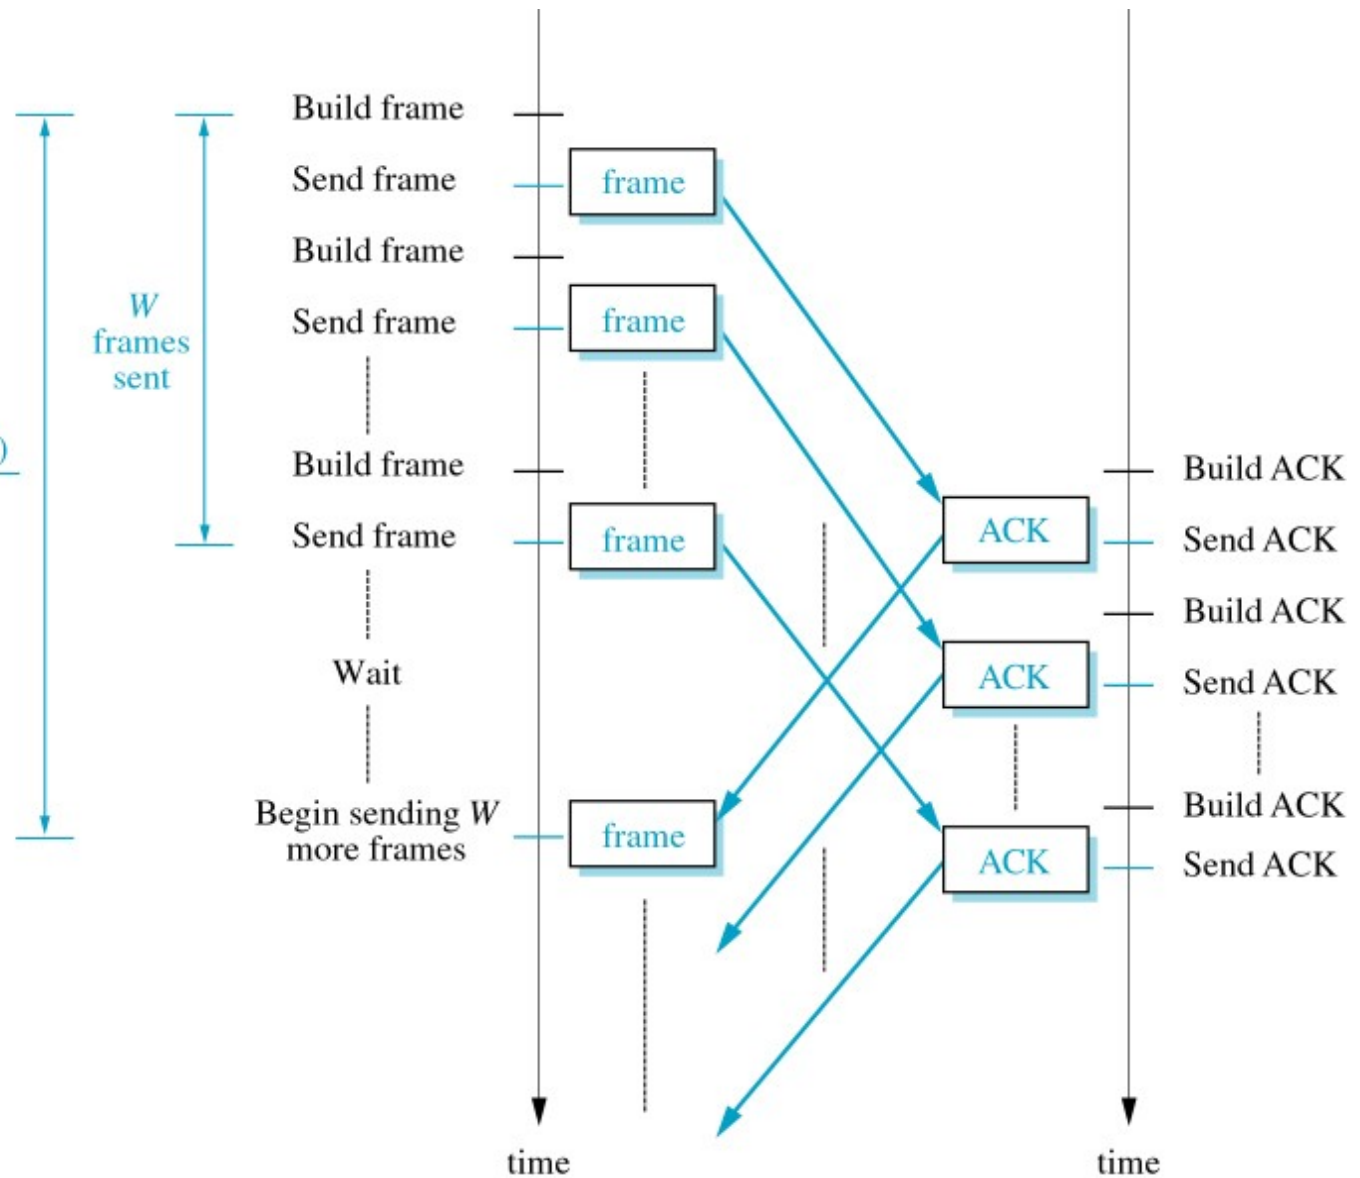 Build frame
Send frame
frame
Build frame
W
frames
sent
Send frame
frame
)
Build frame
Build ACK
Send frame
frame
ACK
Send ACK
Build ACK
Wait
ACK
Send ACK
Begin sending W
more frames
frame
Build ACK
ACK
Send ACK
time
time